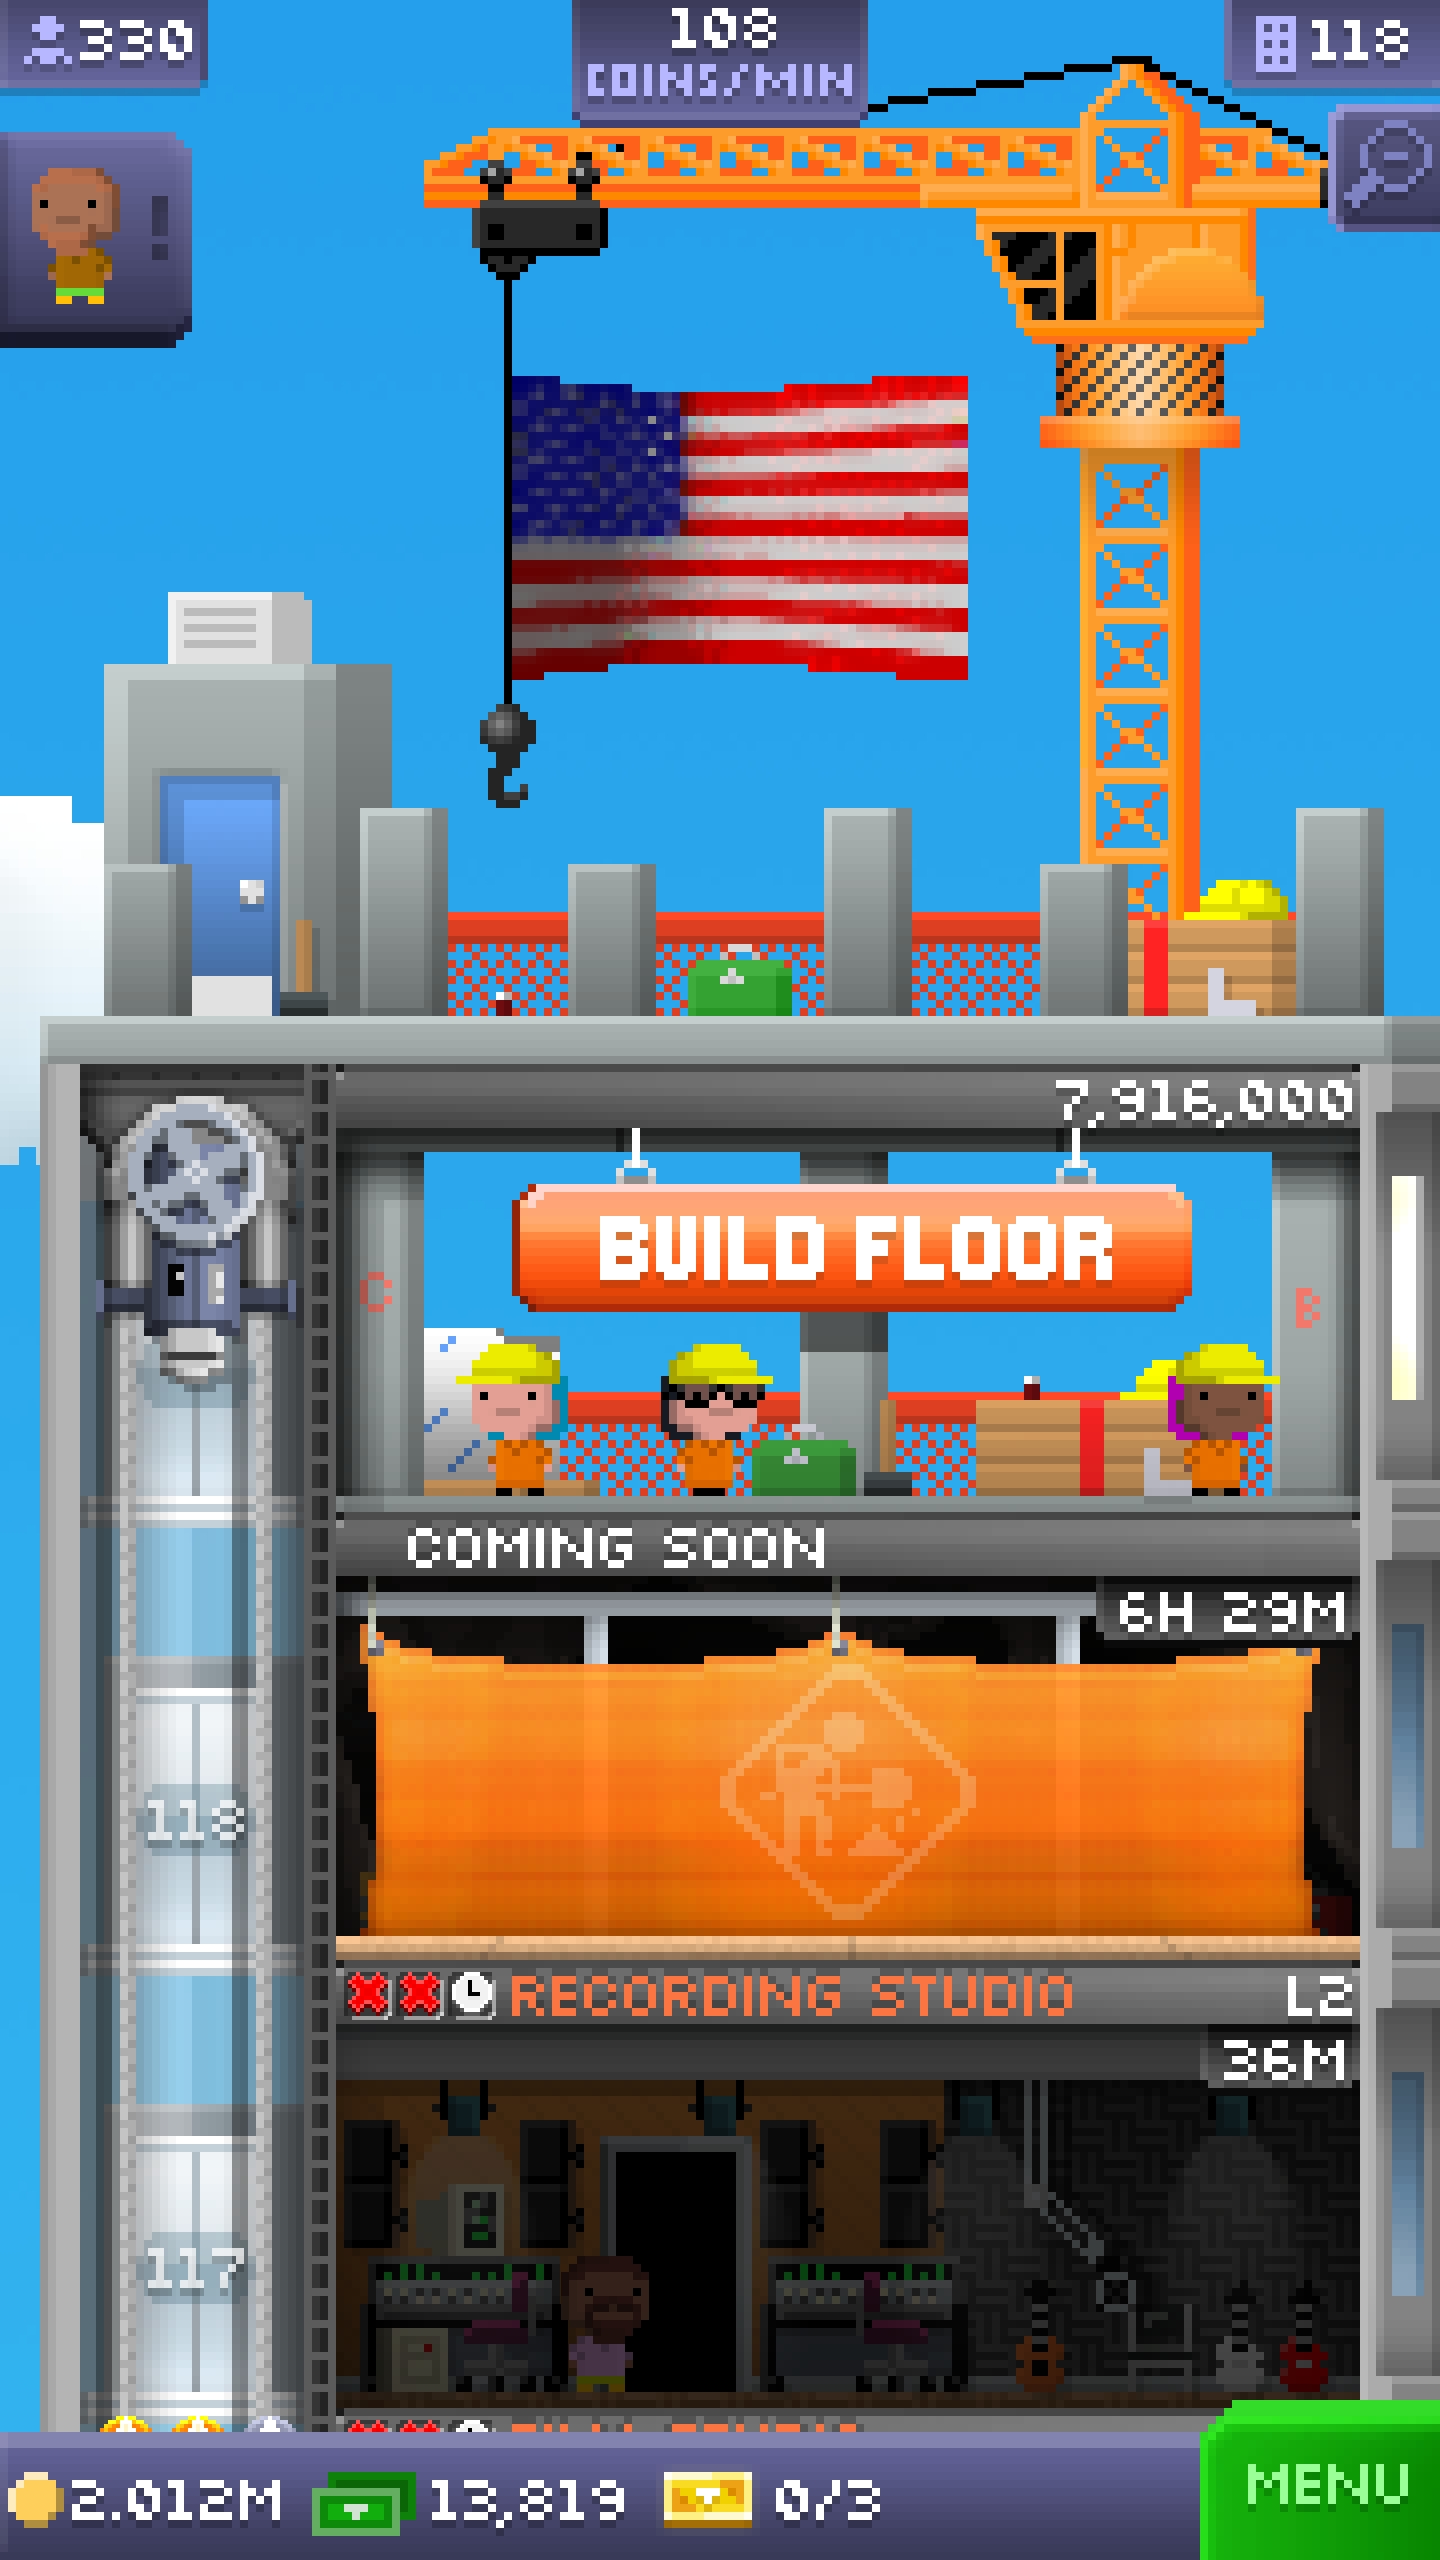 330
108
COINS/MIN
118
!
7,916,000
BUILD FLOOR
C
B
COMING SOON
6H 29M
118
RECORDING STUDIO L2
36M
117
2.012M 13,819 0/3
MENU